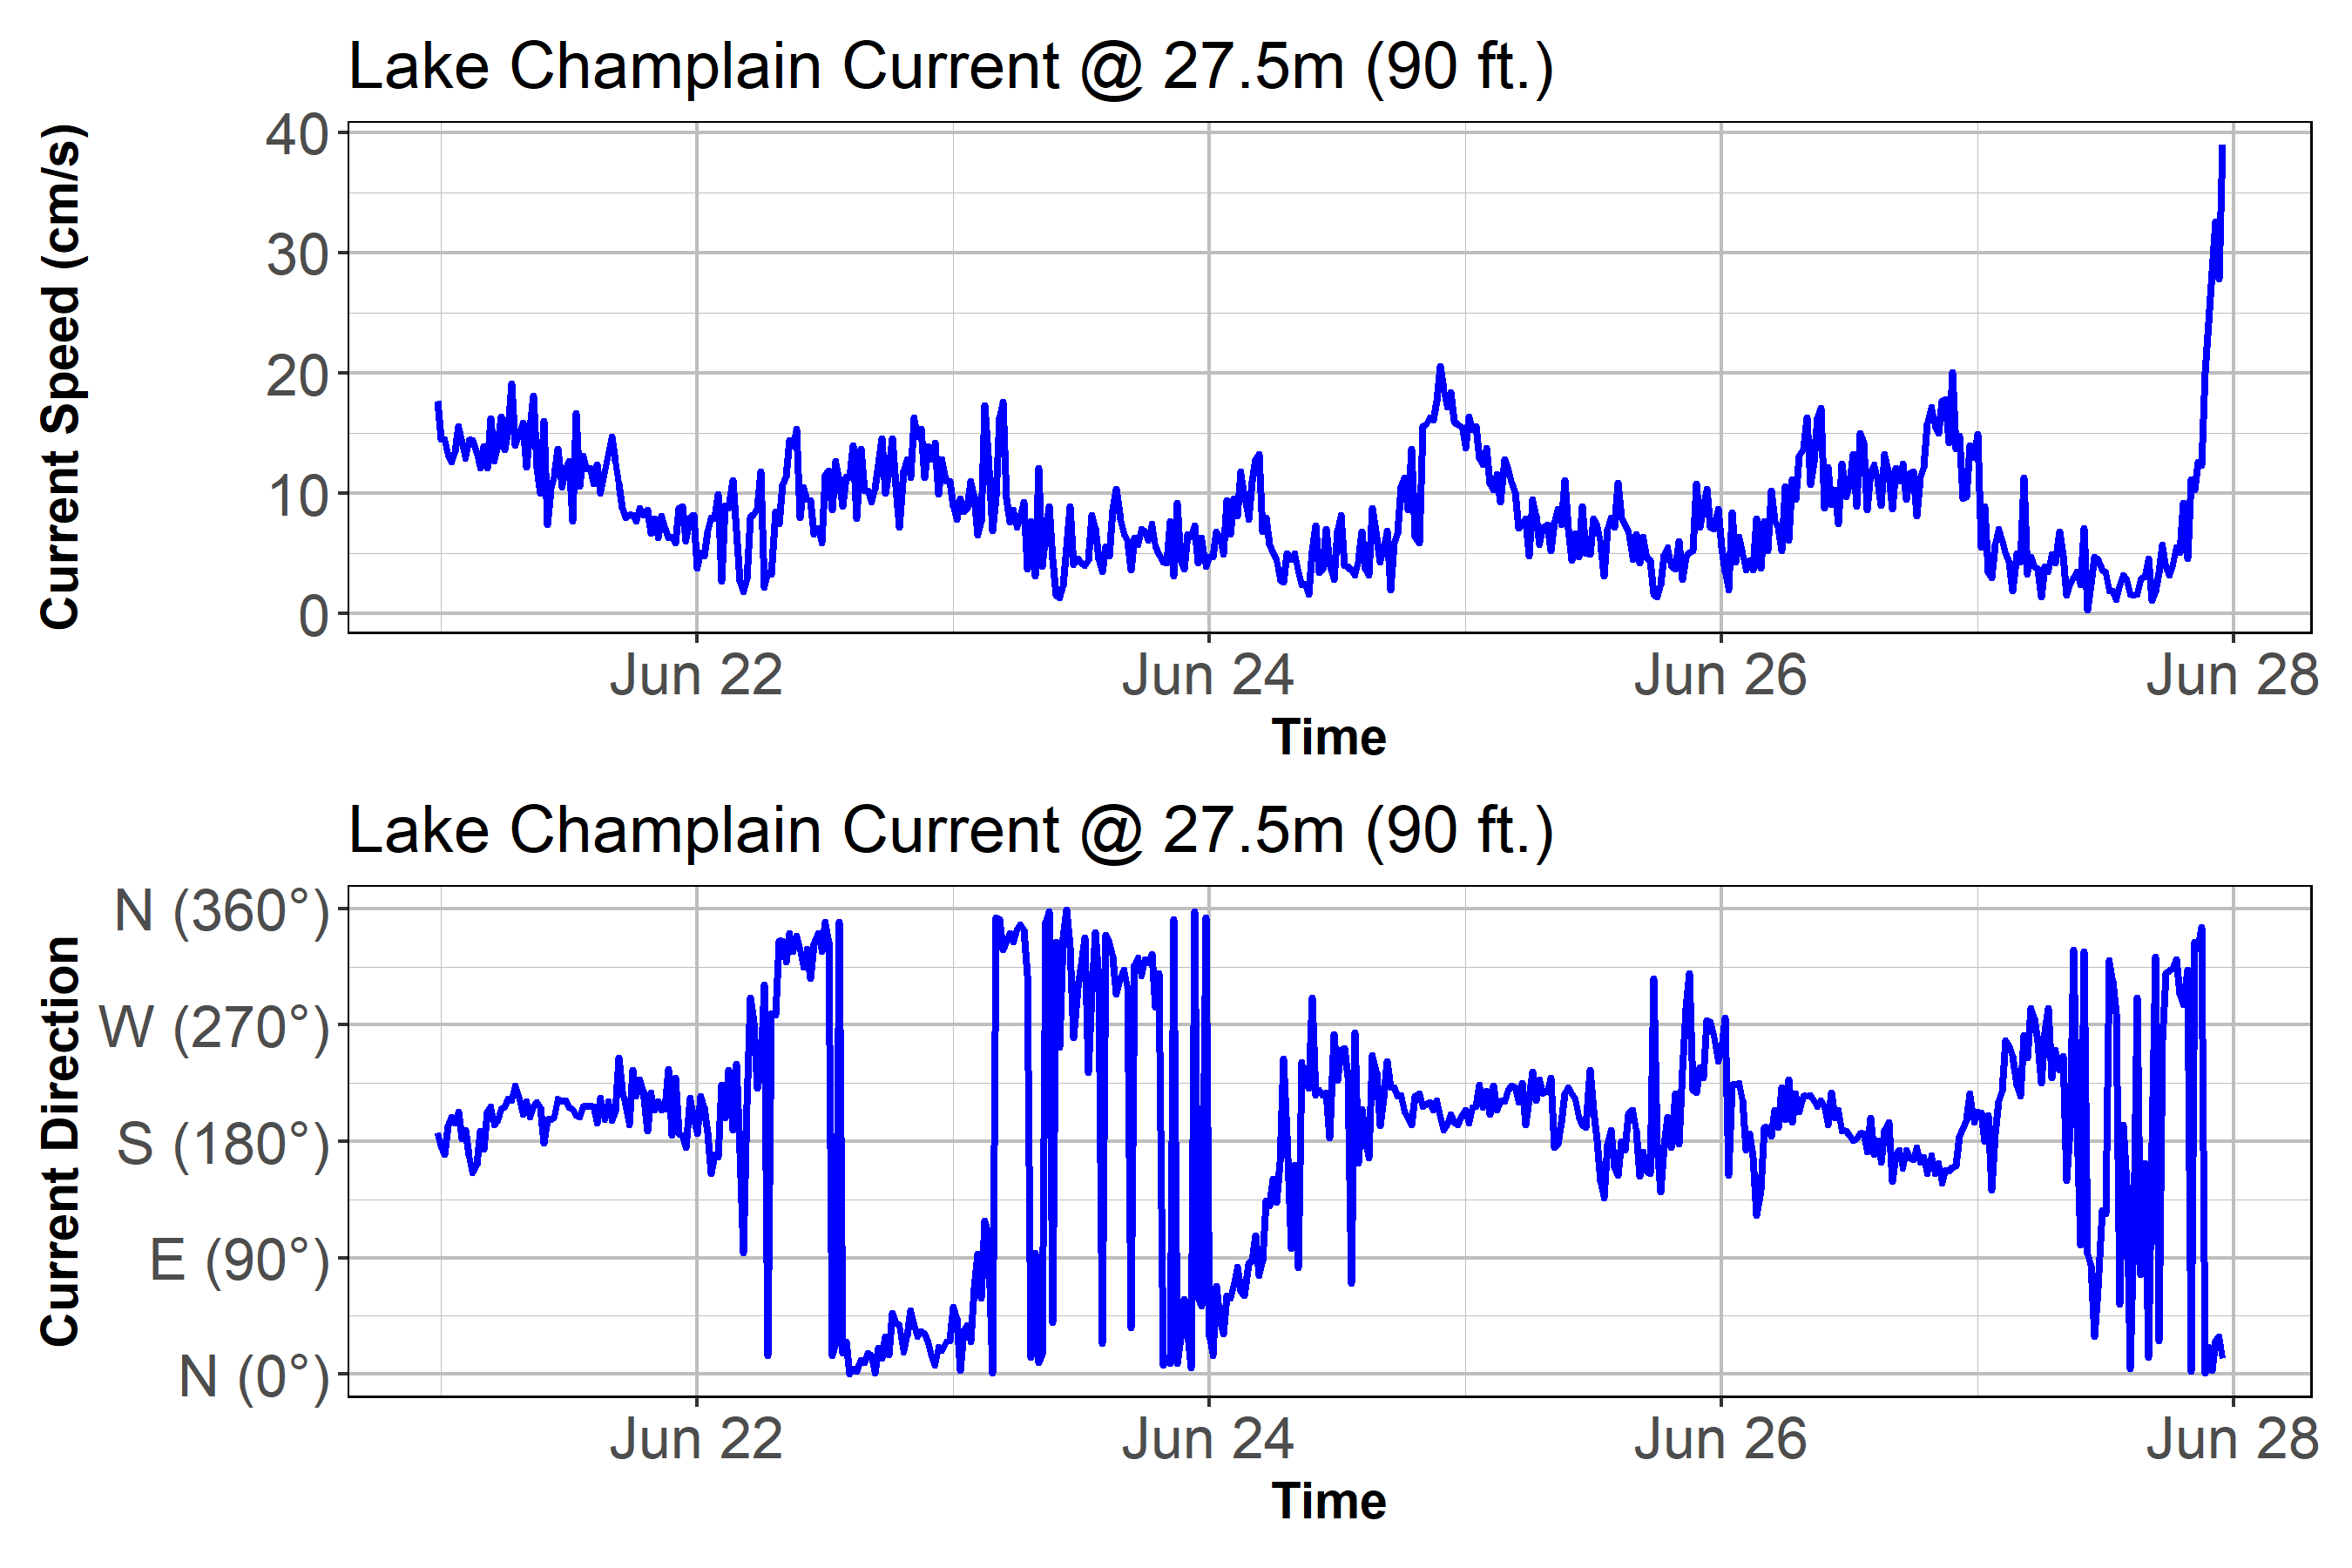 Lake Champlain Current @ 27.5m (90 ft.)
Current Speed (cm/s)
40
30
20
10
0
Jun 22 Jun 24 Jun 26 Jun 28
Time
Lake Champlain Current @ 27.5m (90 ft.)
Current Direction
N (360°)
W (270°)
S (180°)
E (90°)
N (0°)
Jun 22 Jun 24 Jun 26 Jun 28
Time